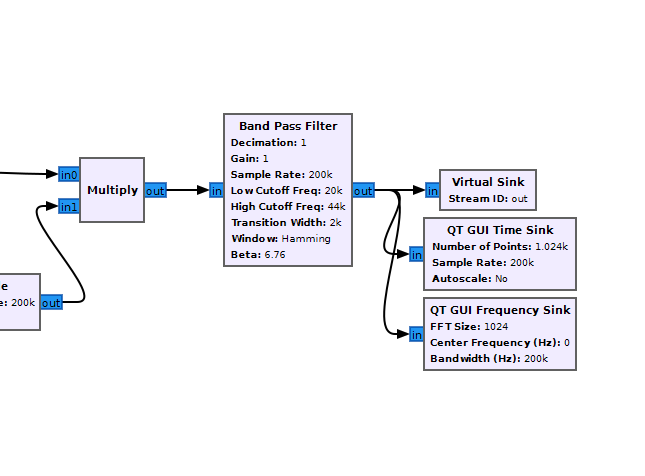 in0
in1
Multiply
out
e
e: 200k
out
in
Band Pass Filter
Decimation: 1
Gain: 1
Sample Rate: 200k
Low Cutoff Freq: 20k
High Cutoff Freq: 44k
Transition Width: 2k
Window: Hamming
Beta: 6.76
out
in
Virtual Sink
Stream ID: out
in
QT GUI Time Sink
Number of Points: 1.024k
Sample Rate: 200k
Autoscale: No
in
QT GUI Frequency Sink
FFT Size: 1024
Center Frequency (Hz): 0
Bandwidth (Hz): 200k